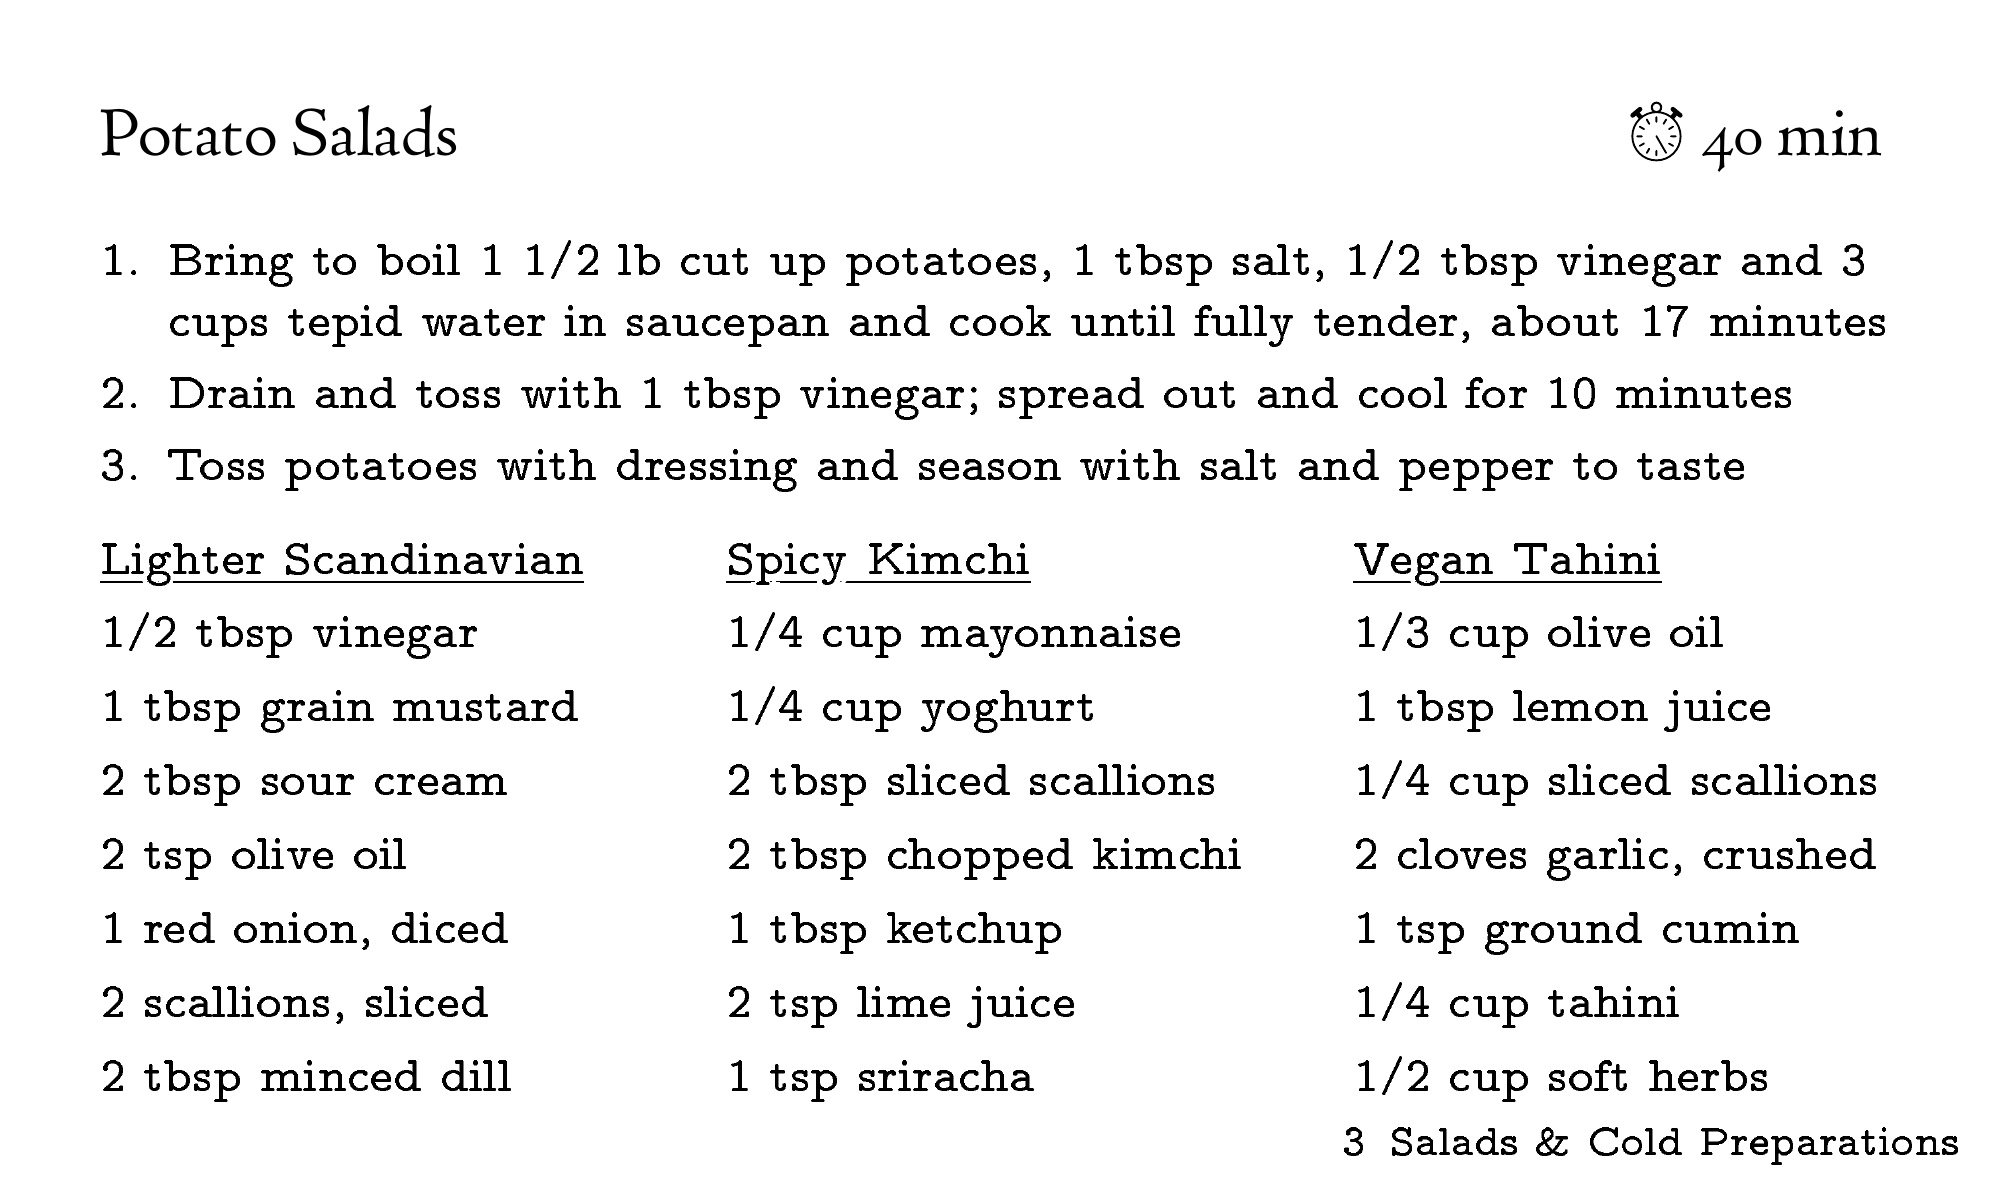 Potato Salads
40 min
1. Bring to boil 1 1/2 lb cut up potatoes, 1 tbsp salt, 1/2 tbsp vinegar and 3
cups tepid water in saucepan and cook until fully tender, about 17 minutes
2. Drain and toss with 1 tbsp vinegar; spread out and cool for 10 minutes
3. Toss potatoes with dressing and season with salt and pepper to taste
Lighter Scandinavian
1/2 tbsp vinegar
1 tbsp grain mustard
2 tbsp sour cream
2 tsp olive oil
1 red onion, diced
2 scallions, sliced
2 tbsp minced dill
Spicy Kimchi
1/4 cup mayonnaise
1/4 cup yoghurt
2 tbsp sliced scallions
2 tbsp chopped kimchi
1 tbsp ketchup
2 tsp lime juice
1 tsp sriracha
Vegan Tahini
1/3 cup olive oil
1 tbsp lemon juice
1/4 cup sliced scallions
2 cloves garlic, crushed
1 tsp ground cumin
1/4 cup tahini
1/2 cup soft herbs
3 Salads & Cold Preparations